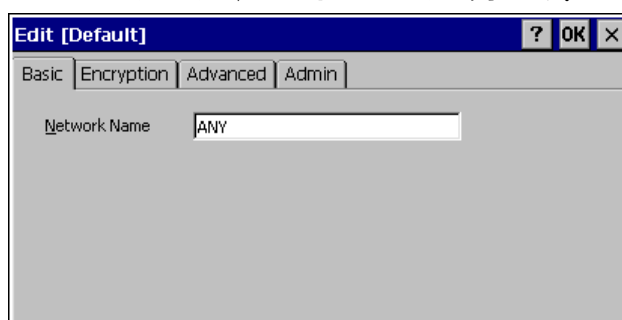 Edit [Default] ? OK ×
Basic Encryption Advanced Admin
Network Name ANY